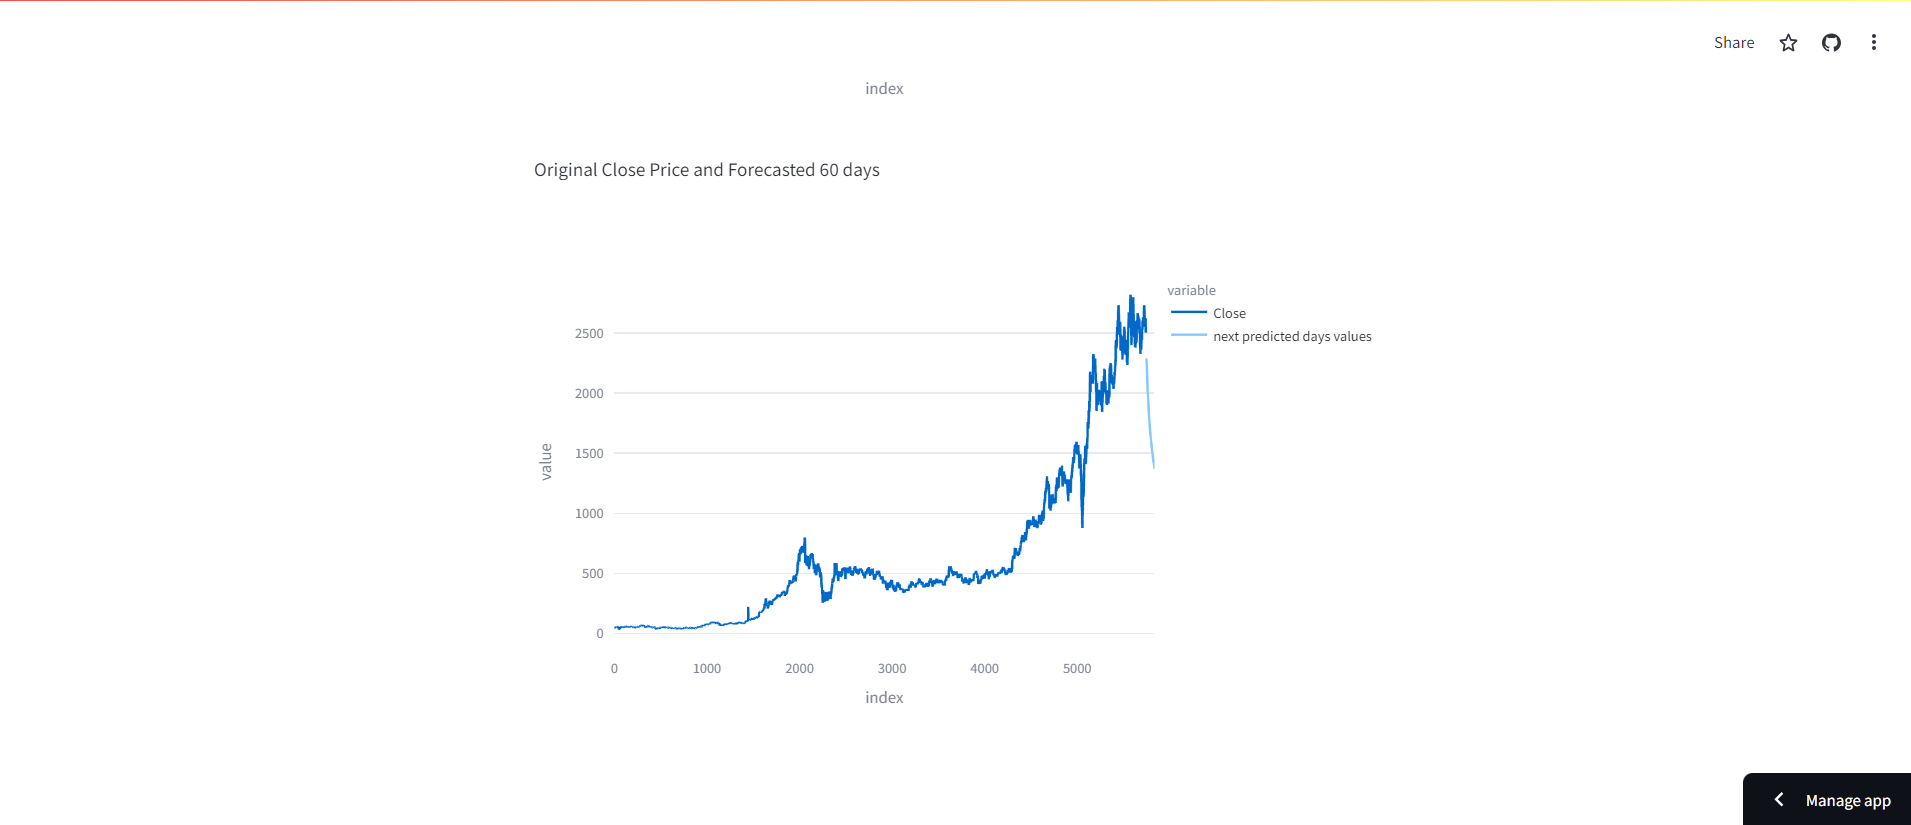 Share
index
Original Close Price and Forecasted 60 days
variable
Close
next predicted days values
2500
2000
1500
1000
500
0
value
0 1000 2000 3000 4000 5000
index
Manage app